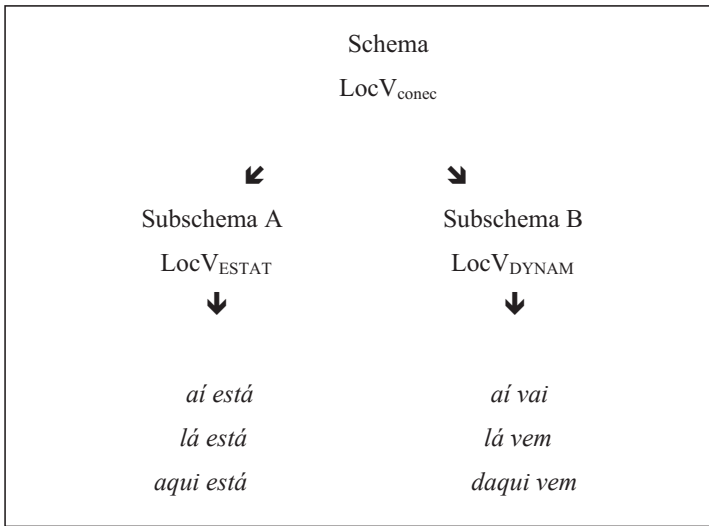 Schema
LocVconec
Subschema A Subschema B
LocVESTAT LocVDYNAM
aí está aí vai
lá está lá vem
aqui está daqui vem